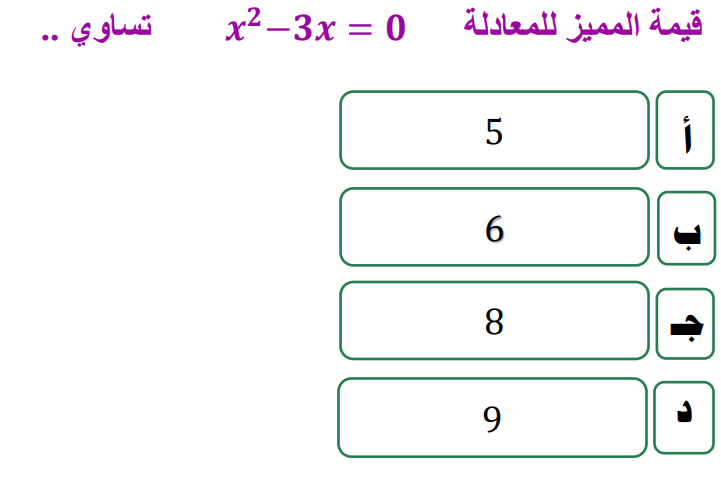 قيمة المميز للمعادلة x² − 3x = 0 تساوي ..
أ 5
ب 6
جـ 8
د 9